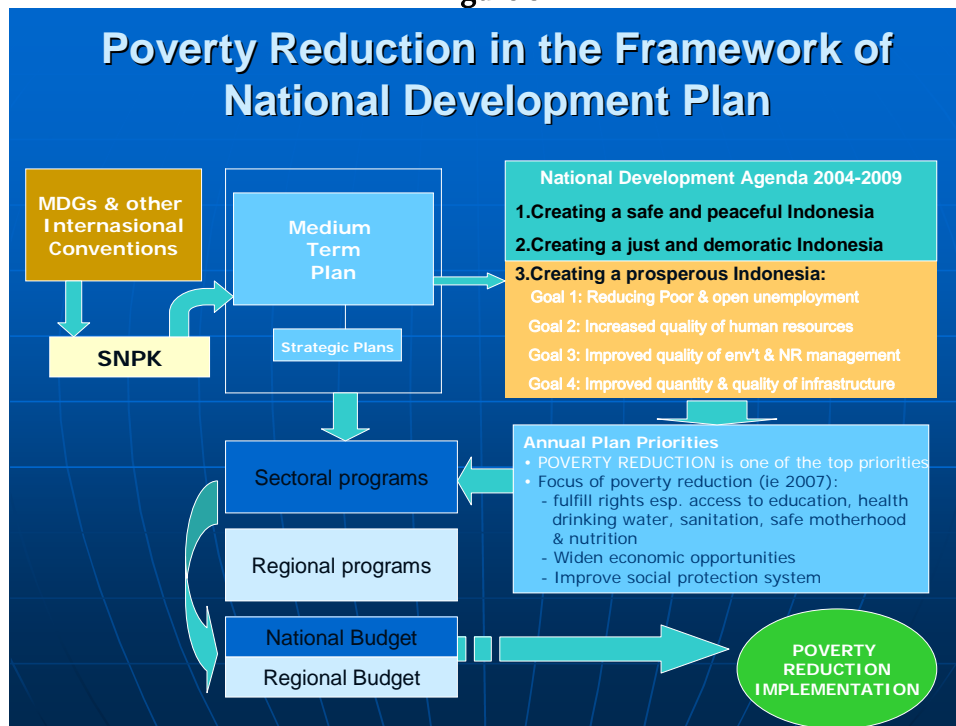 Poverty Reduction in the Framework of
National Development Plan
MDGs & other
Internasional
Conventions
SNPK
Medium
Term
Plan
Strategic Plans
National Development Agenda 2004-2009
1.Creating a safe and peaceful Indonesia
2.Creating a just and demoratic Indonesia
3.Creating a prosperous Indonesia:
Goal 1: Reducing Poor & open unemployment
Goal 2: Increased quality of human resources
Goal 3: Improved quality of env't & NR management
Goal 4: Improved quantity & quality of infrastructure
Annual Plan Priorities
• POVERTY REDUCTION is one of the top priorities
• Focus of poverty reduction (ie 2007):
- fulfill rights esp. access to education, health
drinking water, sanitation, safe motherhood
& nutrition
- Widen economic opportunities
- Improve social protection system
Sectoral programs
Regional programs
National Budget
Regional Budget
POVERTY
REDUCTION
IMPLEMENTATION